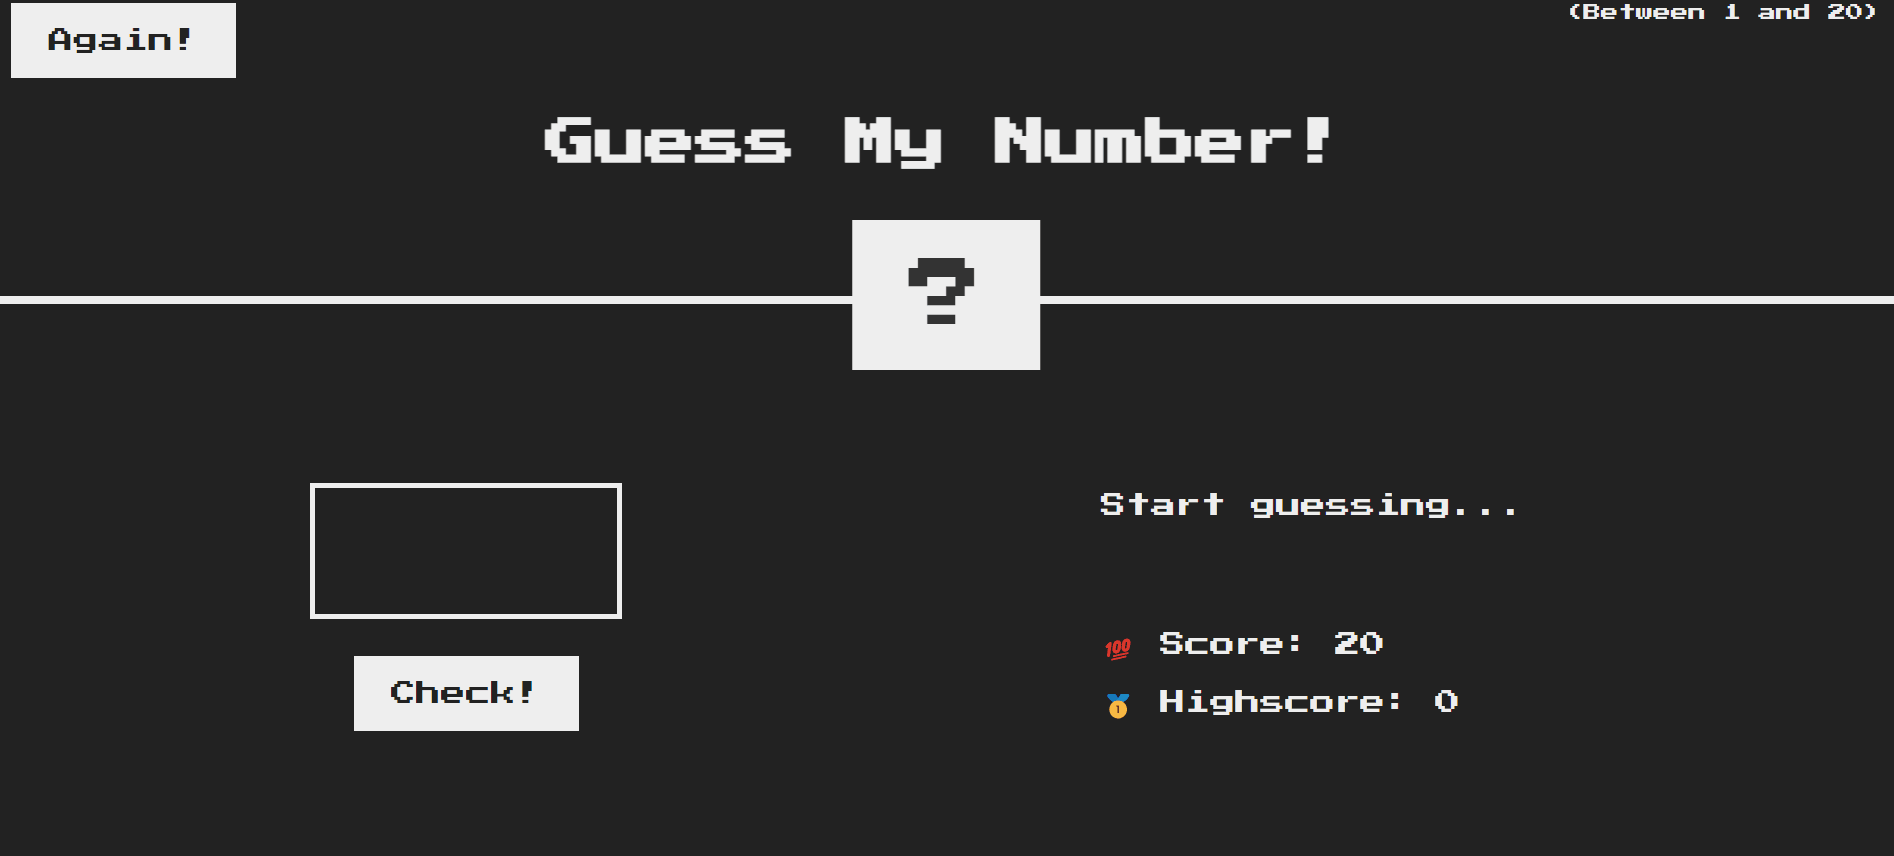 Again!
(Between 1 and 20)
Guess My Number!
?
Start guessing...
Check!
💯 Score: 20
🥇 Highscore: 0